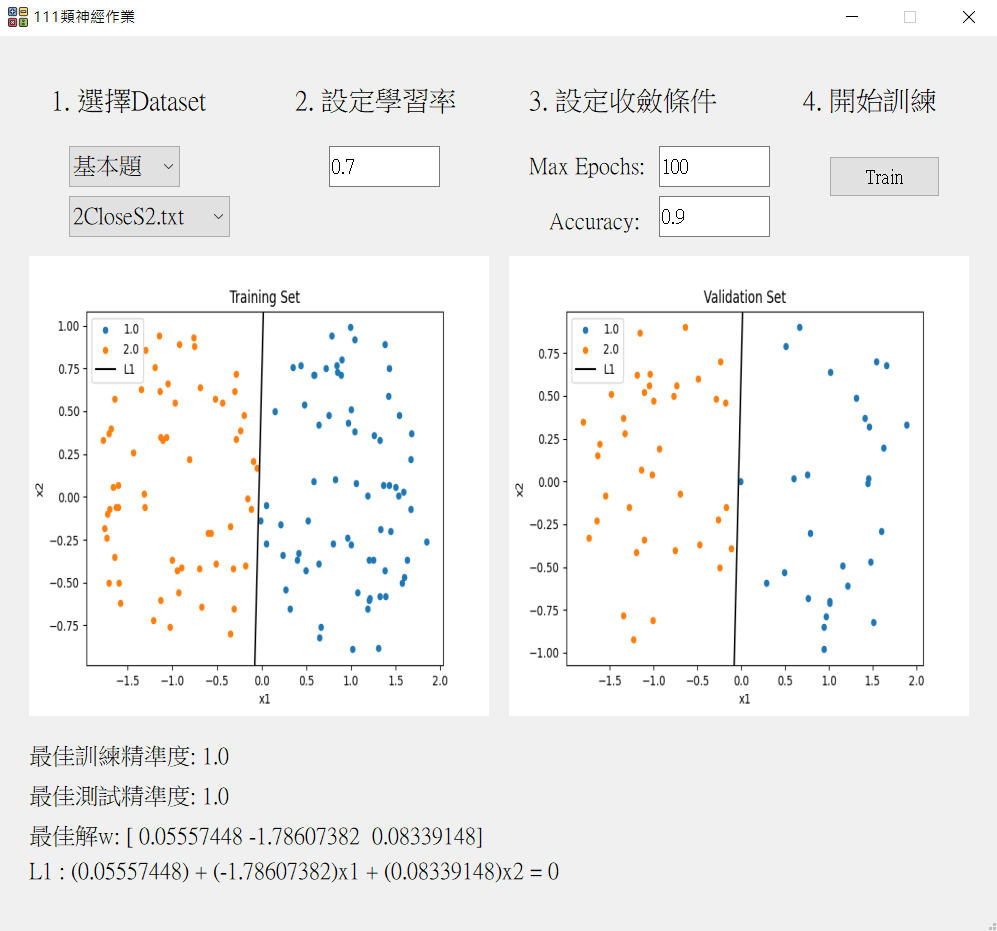 111類神經作業
1. 選擇Dataset
2. 設定學習率
3. 設定收斂條件
4. 開始訓練
基本題
0.7
Max Epochs:
100
Train
2CloseS2.txt
Accuracy:
0.9
Training Set
1.0
2.0
L1
1.00
0.75
0.50
0.25
0.00
−0.25
−0.50
−0.75
x2
−1.5 −1.0 −0.5 0.0 0.5 1.0 1.5 2.0
x1
Validation Set
1.0
2.0
L1
0.75
0.50
0.25
0.00
−0.25
−0.50
−0.75
−1.00
x2
−1.5 −1.0 −0.5 0.0 0.5 1.0 1.5 2.0
x1
最佳訓練精準度: 1.0
最佳測試精準度: 1.0
最佳解w: [ 0.05557448 -1.78607382  0.08339148]
L1 : (0.05557448) + (-1.78607382)x1 + (0.08339148)x2 = 0